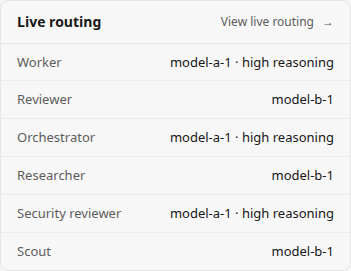 Live routing View live routing →
Worker model-a-1 · high reasoning
Reviewer model-b-1
Orchestrator model-a-1 · high reasoning
Researcher model-b-1
Security reviewer model-a-1 · high reasoning
Scout model-b-1